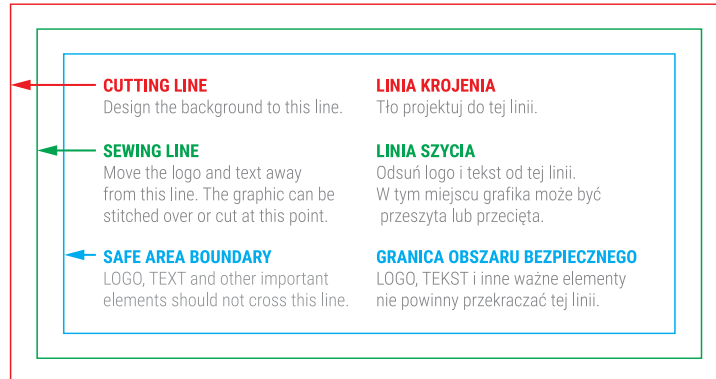 CUTTING LINE
Design the background to this line.
SEWING LINE
Move the logo and text away
from this line. The graphic can be
stitched over or cut at this point.
SAFE AREA BOUNDARY
LOGO, TEXT and other important
elements should not cross this line.
LINIA KROJENIA
Tło projektuj do tej linii.
LINIA SZYCIA
Odsuń logo i tekst od tej linii.
W tym miejscu grafika może być
przeszyta lub przecięta.
GRANICA OBSZARU BEZPIECZNEGO
LOGO, TEKST i inne ważne elementy
nie powinny przekraczać tej linii.